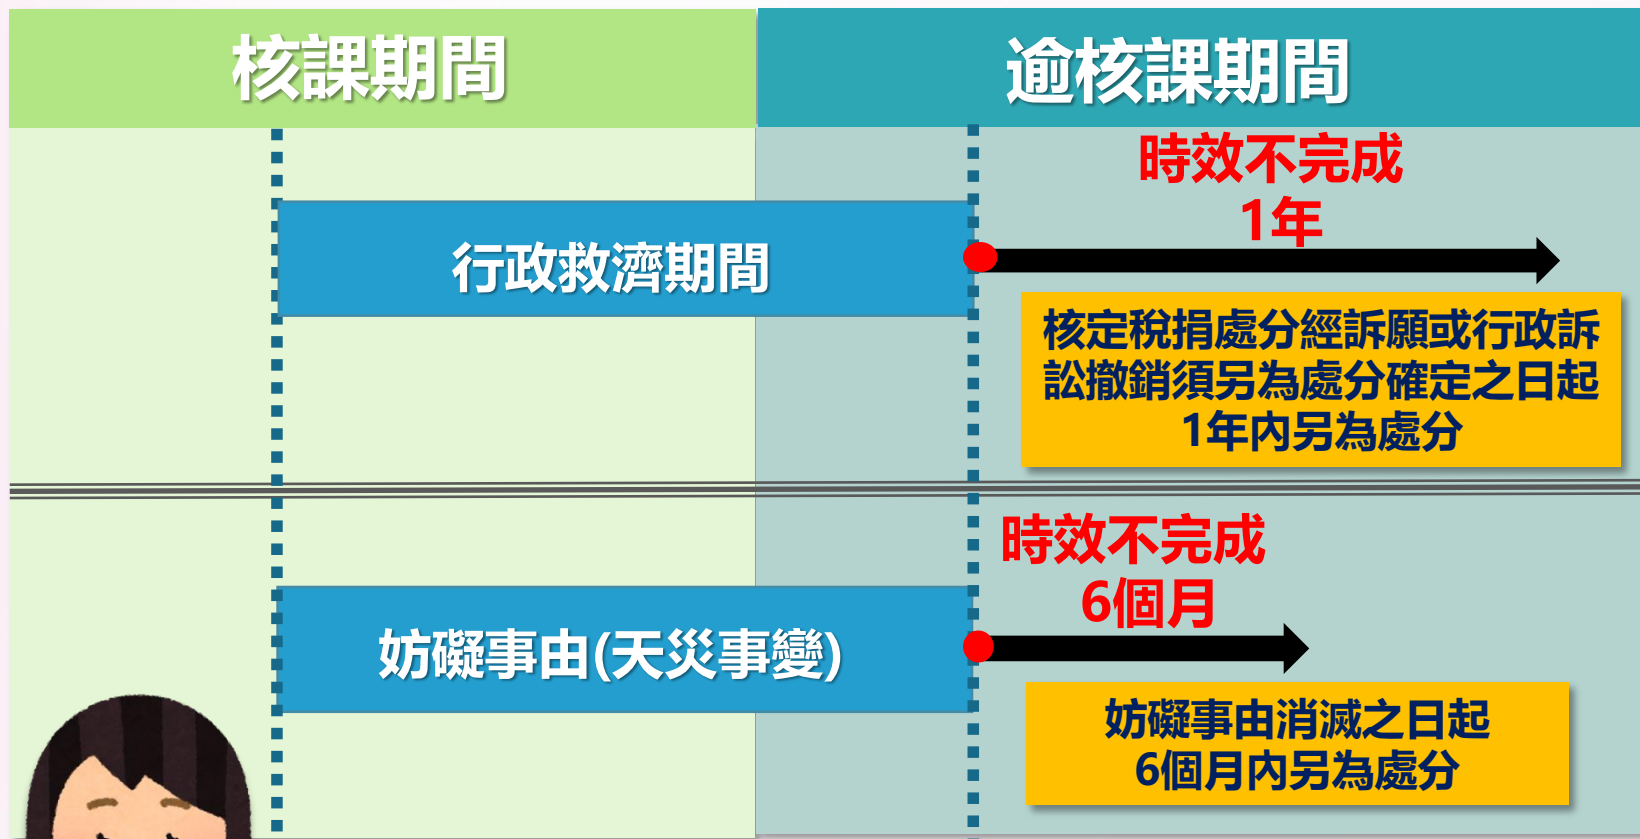 核課期間
逾核課期間
時效不完成
1年
行政救濟期間
核定稅捐處分經訴願或行政訴
訟撤銷須另為處分確定之日起
1年內另為處分
時效不完成
6個月
妨礙事由(天災事變)
妨礙事由消滅之日起
6個月內另為處分